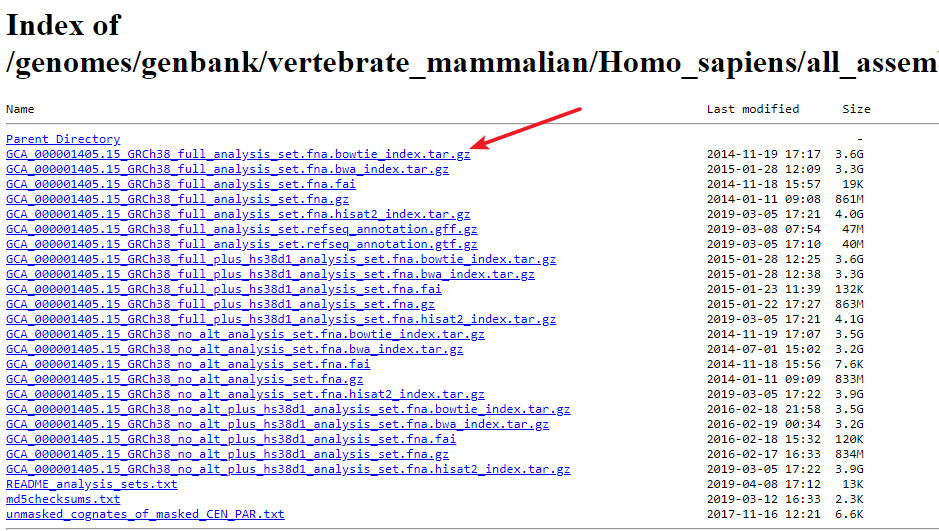 Index of
/genomes/genbank/vertebrate_mammalian/Homo_sapiens/all_assem
Name Last modified Size
Parent Directory -
GCA_000001405.15_GRCh38_full_analysis_set.fna.bowtie_index.tar.gz 2014-11-19 17:17 3.6G
GCA_000001405.15_GRCh38_full_analysis_set.fna.bwa_index.tar.gz 2015-01-28 12:09 3.3G
GCA_000001405.15_GRCh38_full_analysis_set.fna.fai 2014-11-18 15:57 19K
GCA_000001405.15_GRCh38_full_analysis_set.fna.gz 2014-01-11 09:08 861M
GCA_000001405.15_GRCh38_full_analysis_set.fna.hisat2_index.tar.gz 2019-03-05 17:21 4.0G
GCA_000001405.15_GRCh38_full_analysis_set.refseq_annotation.gff.gz 2019-03-08 07:54 47M
GCA_000001405.15_GRCh38_full_analysis_set.refseq_annotation.gtf.gz 2019-03-05 17:10 40M
GCA_000001405.15_GRCh38_full_plus_hs38d1_analysis_set.fna.bowtie_index.tar.gz 2015-01-28 12:25 3.6G
GCA_000001405.15_GRCh38_full_plus_hs38d1_analysis_set.fna.bwa_index.tar.gz 2015-01-28 12:38 3.3G
GCA_000001405.15_GRCh38_full_plus_hs38d1_analysis_set.fna.fai 2015-01-23 11:39 132K
GCA_000001405.15_GRCh38_full_plus_hs38d1_analysis_set.fna.gz 2015-01-22 17:27 863M
GCA_000001405.15_GRCh38_full_plus_hs38d1_analysis_set.fna.hisat2_index.tar.gz 2019-03-05 17:21 4.1G
GCA_000001405.15_GRCh38_no_alt_analysis_set.fna.bowtie_index.tar.gz 2014-11-19 17:07 3.5G
GCA_000001405.15_GRCh38_no_alt_analysis_set.fna.bwa_index.tar.gz 2014-07-01 15:02 3.2G
GCA_000001405.15_GRCh38_no_alt_analysis_set.fna.fai 2014-11-18 15:56 7.6K
GCA_000001405.15_GRCh38_no_alt_analysis_set.fna.gz 2014-01-11 09:09 833M
GCA_000001405.15_GRCh38_no_alt_analysis_set.fna.hisat2_index.tar.gz 2019-03-05 17:22 3.9G
GCA_000001405.15_GRCh38_no_alt_plus_hs38d1_analysis_set.fna.bowtie_index.tar.gz 2016-02-18 21:58 3.5G
GCA_000001405.15_GRCh38_no_alt_plus_hs38d1_analysis_set.fna.bwa_index.tar.gz 2016-02-19 00:34 3.2G
GCA_000001405.15_GRCh38_no_alt_plus_hs38d1_analysis_set.fna.fai 2016-02-18 15:32 120K
GCA_000001405.15_GRCh38_no_alt_plus_hs38d1_analysis_set.fna.gz 2016-02-17 16:33 834M
GCA_000001405.15_GRCh38_no_alt_plus_hs38d1_analysis_set.fna.hisat2_index.tar.gz 2019-03-05 17:22 3.9G
README_analysis_sets.txt 2019-04-08 17:12 13K
md5checksums.txt 2019-03-12 16:33 2.3K
unmasked_cognates_of_masked_CEN_PAR.txt 2017-11-16 12:21 6.6K